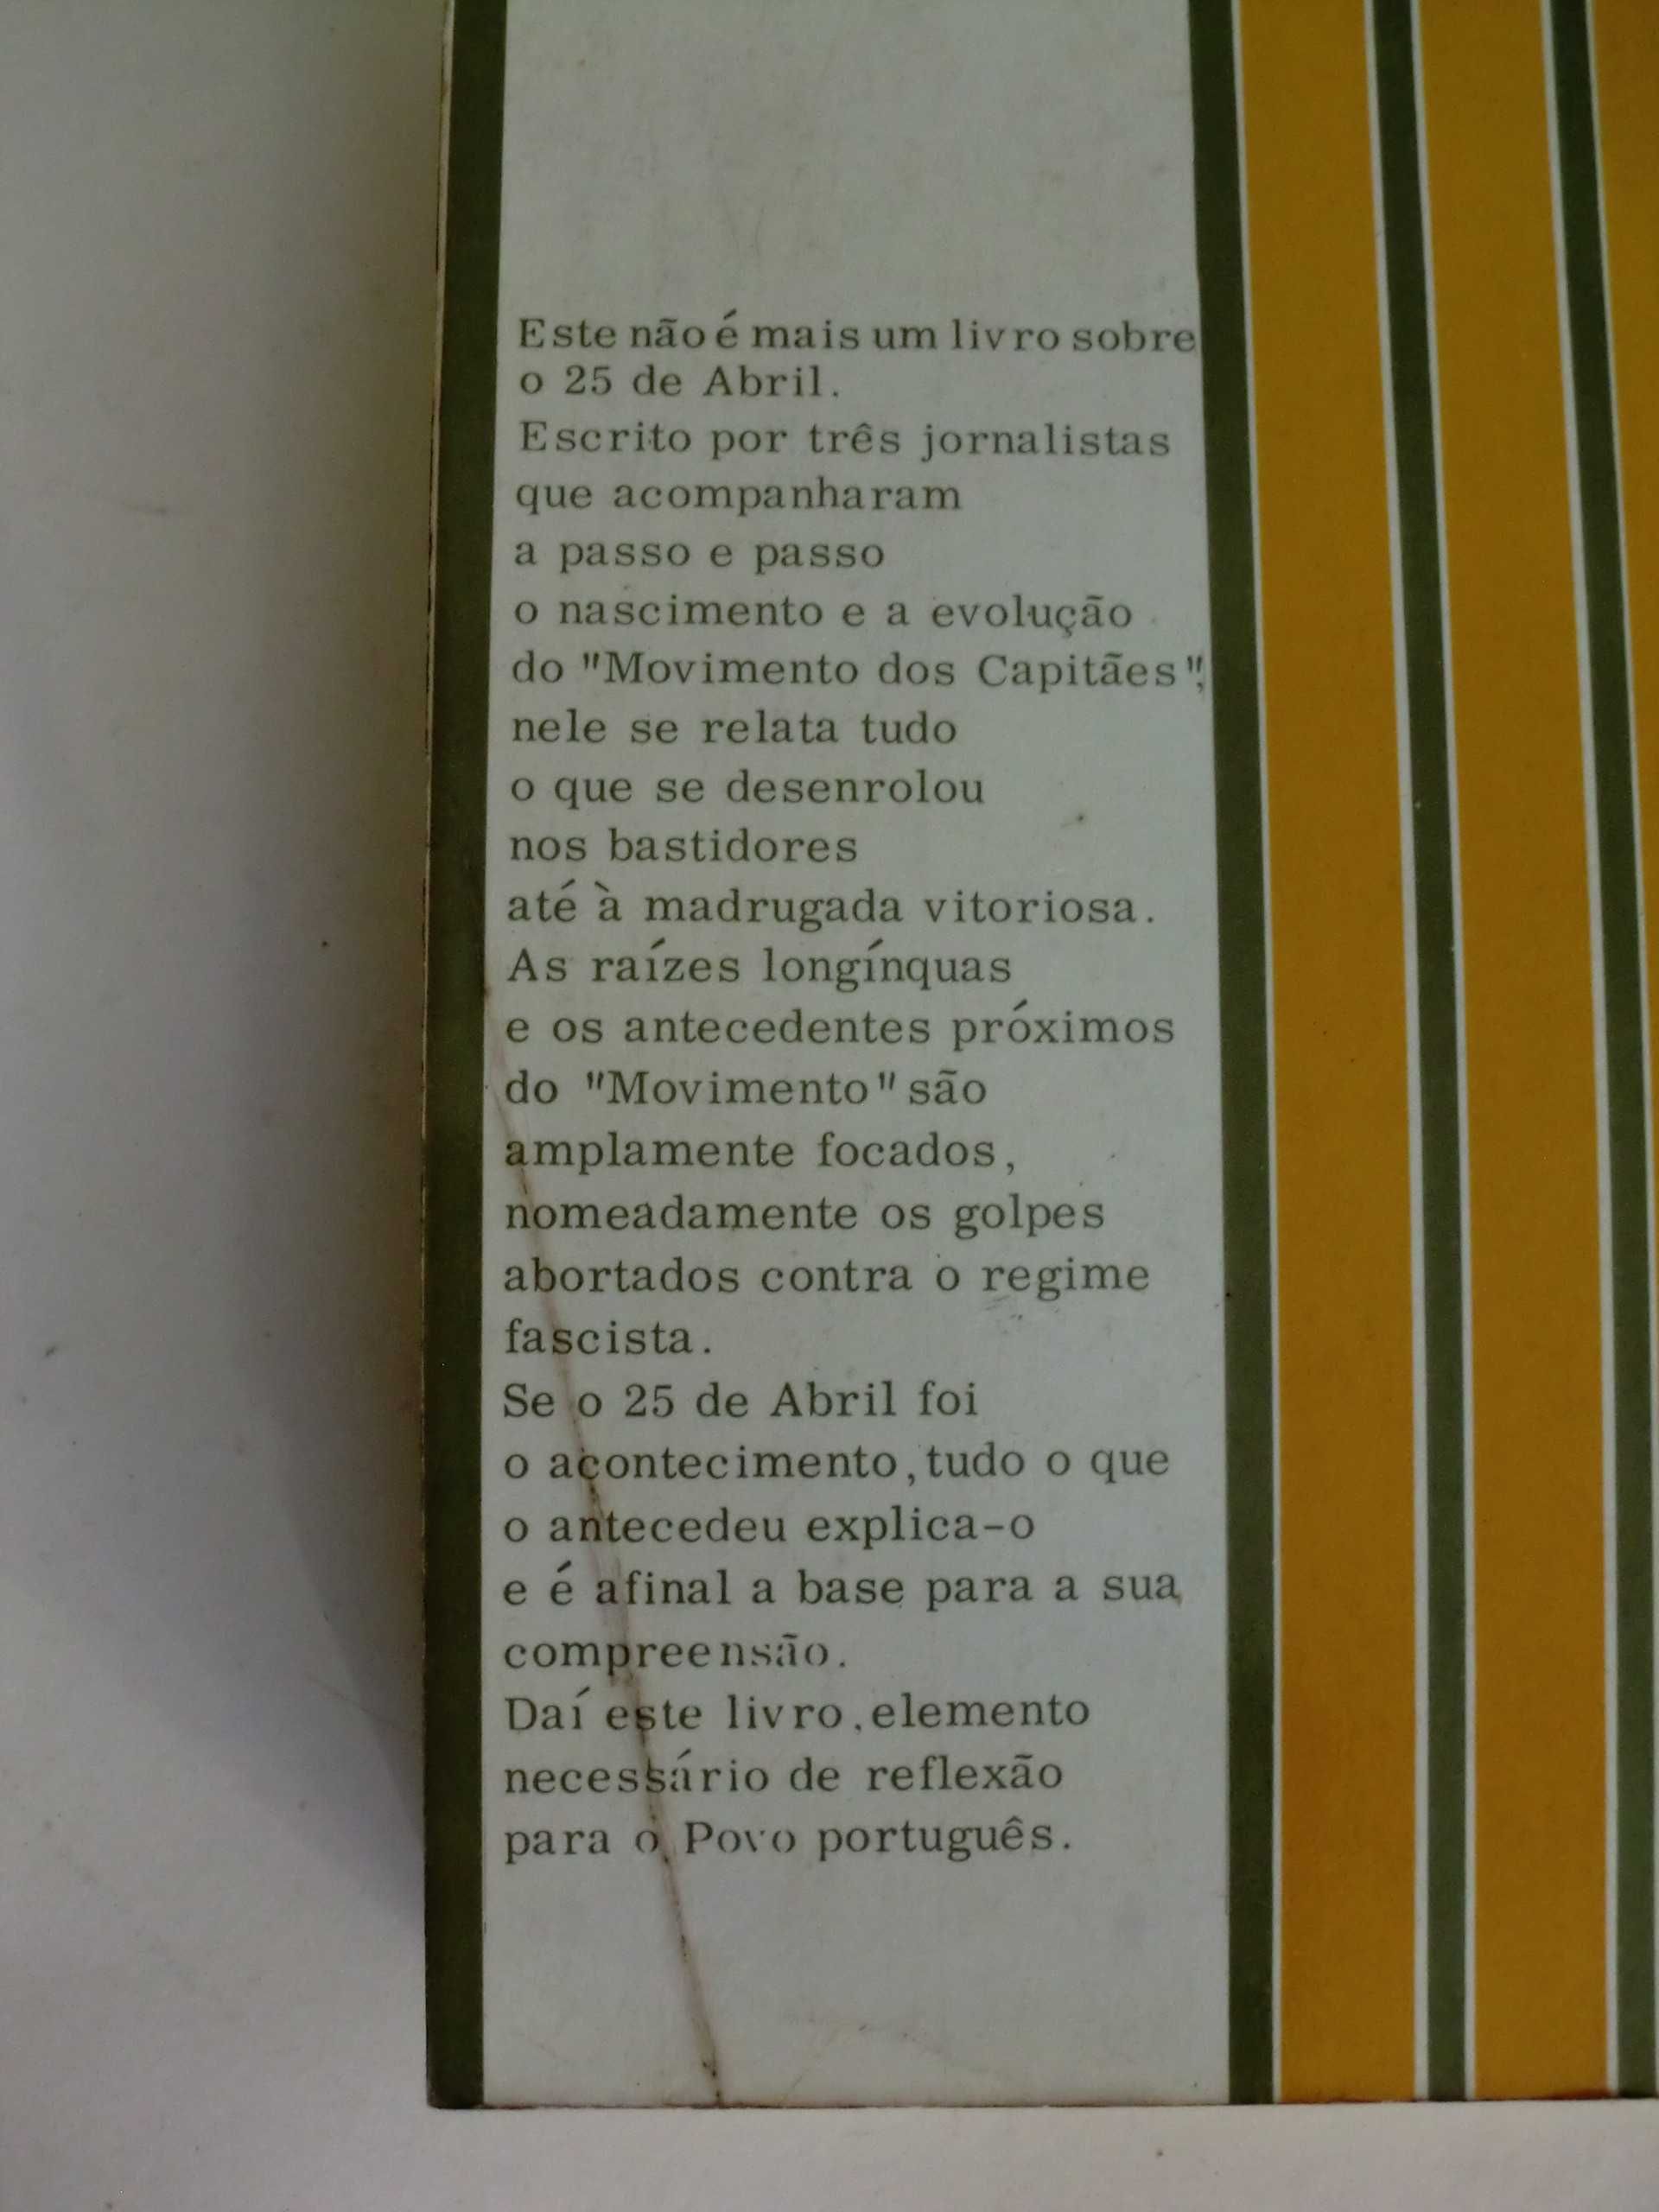 Este não é mais um livro sobre
o 25 de Abril.
Escrito por três jornalistas
que acompanharam
a passo e passo
o nascimento e a evolução
do "Movimento dos Capitães",
nele se relata tudo
o que se desenrolou
nos bastidores
até à madrugada vitoriosa.
As raízes longínquas
e os antecedentes próximos
do "Movimento" são
amplamente focados,
nomeadamente os golpes
abortados contra o regime
fascista.
Se o 25 de Abril foi
o acontecimento, tudo o que
o antecedeu explica-o
e é afinal a base para a sua
compreensão.
Daí este livro, elemento
necessário de reflexão
para o Povo português.